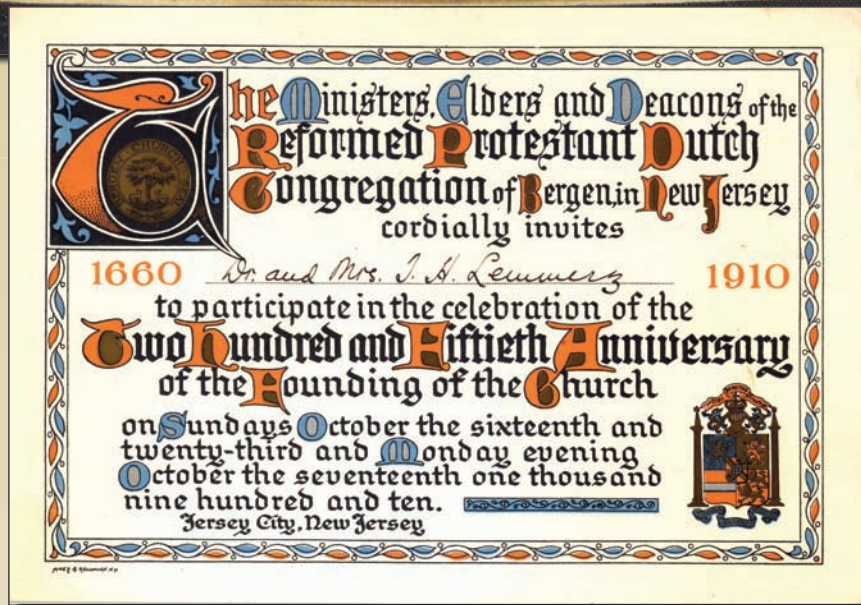 The Ministers, Elders and Deacons of the
Reformed Protestant Dutch
Congregation of Bergen, in New Jersey
cordially invites
1660 Dr. and Mrs. T. H. Lemmerz 1910
to participate in the celebration of the
Two Hundred and Fiftieth Anniversary
of the Founding of the Church
on Sundays October the sixteenth and
twenty-third and Monday evening
October the seventeenth one thousand
nine hundred and ten.
Jersey City, New Jersey